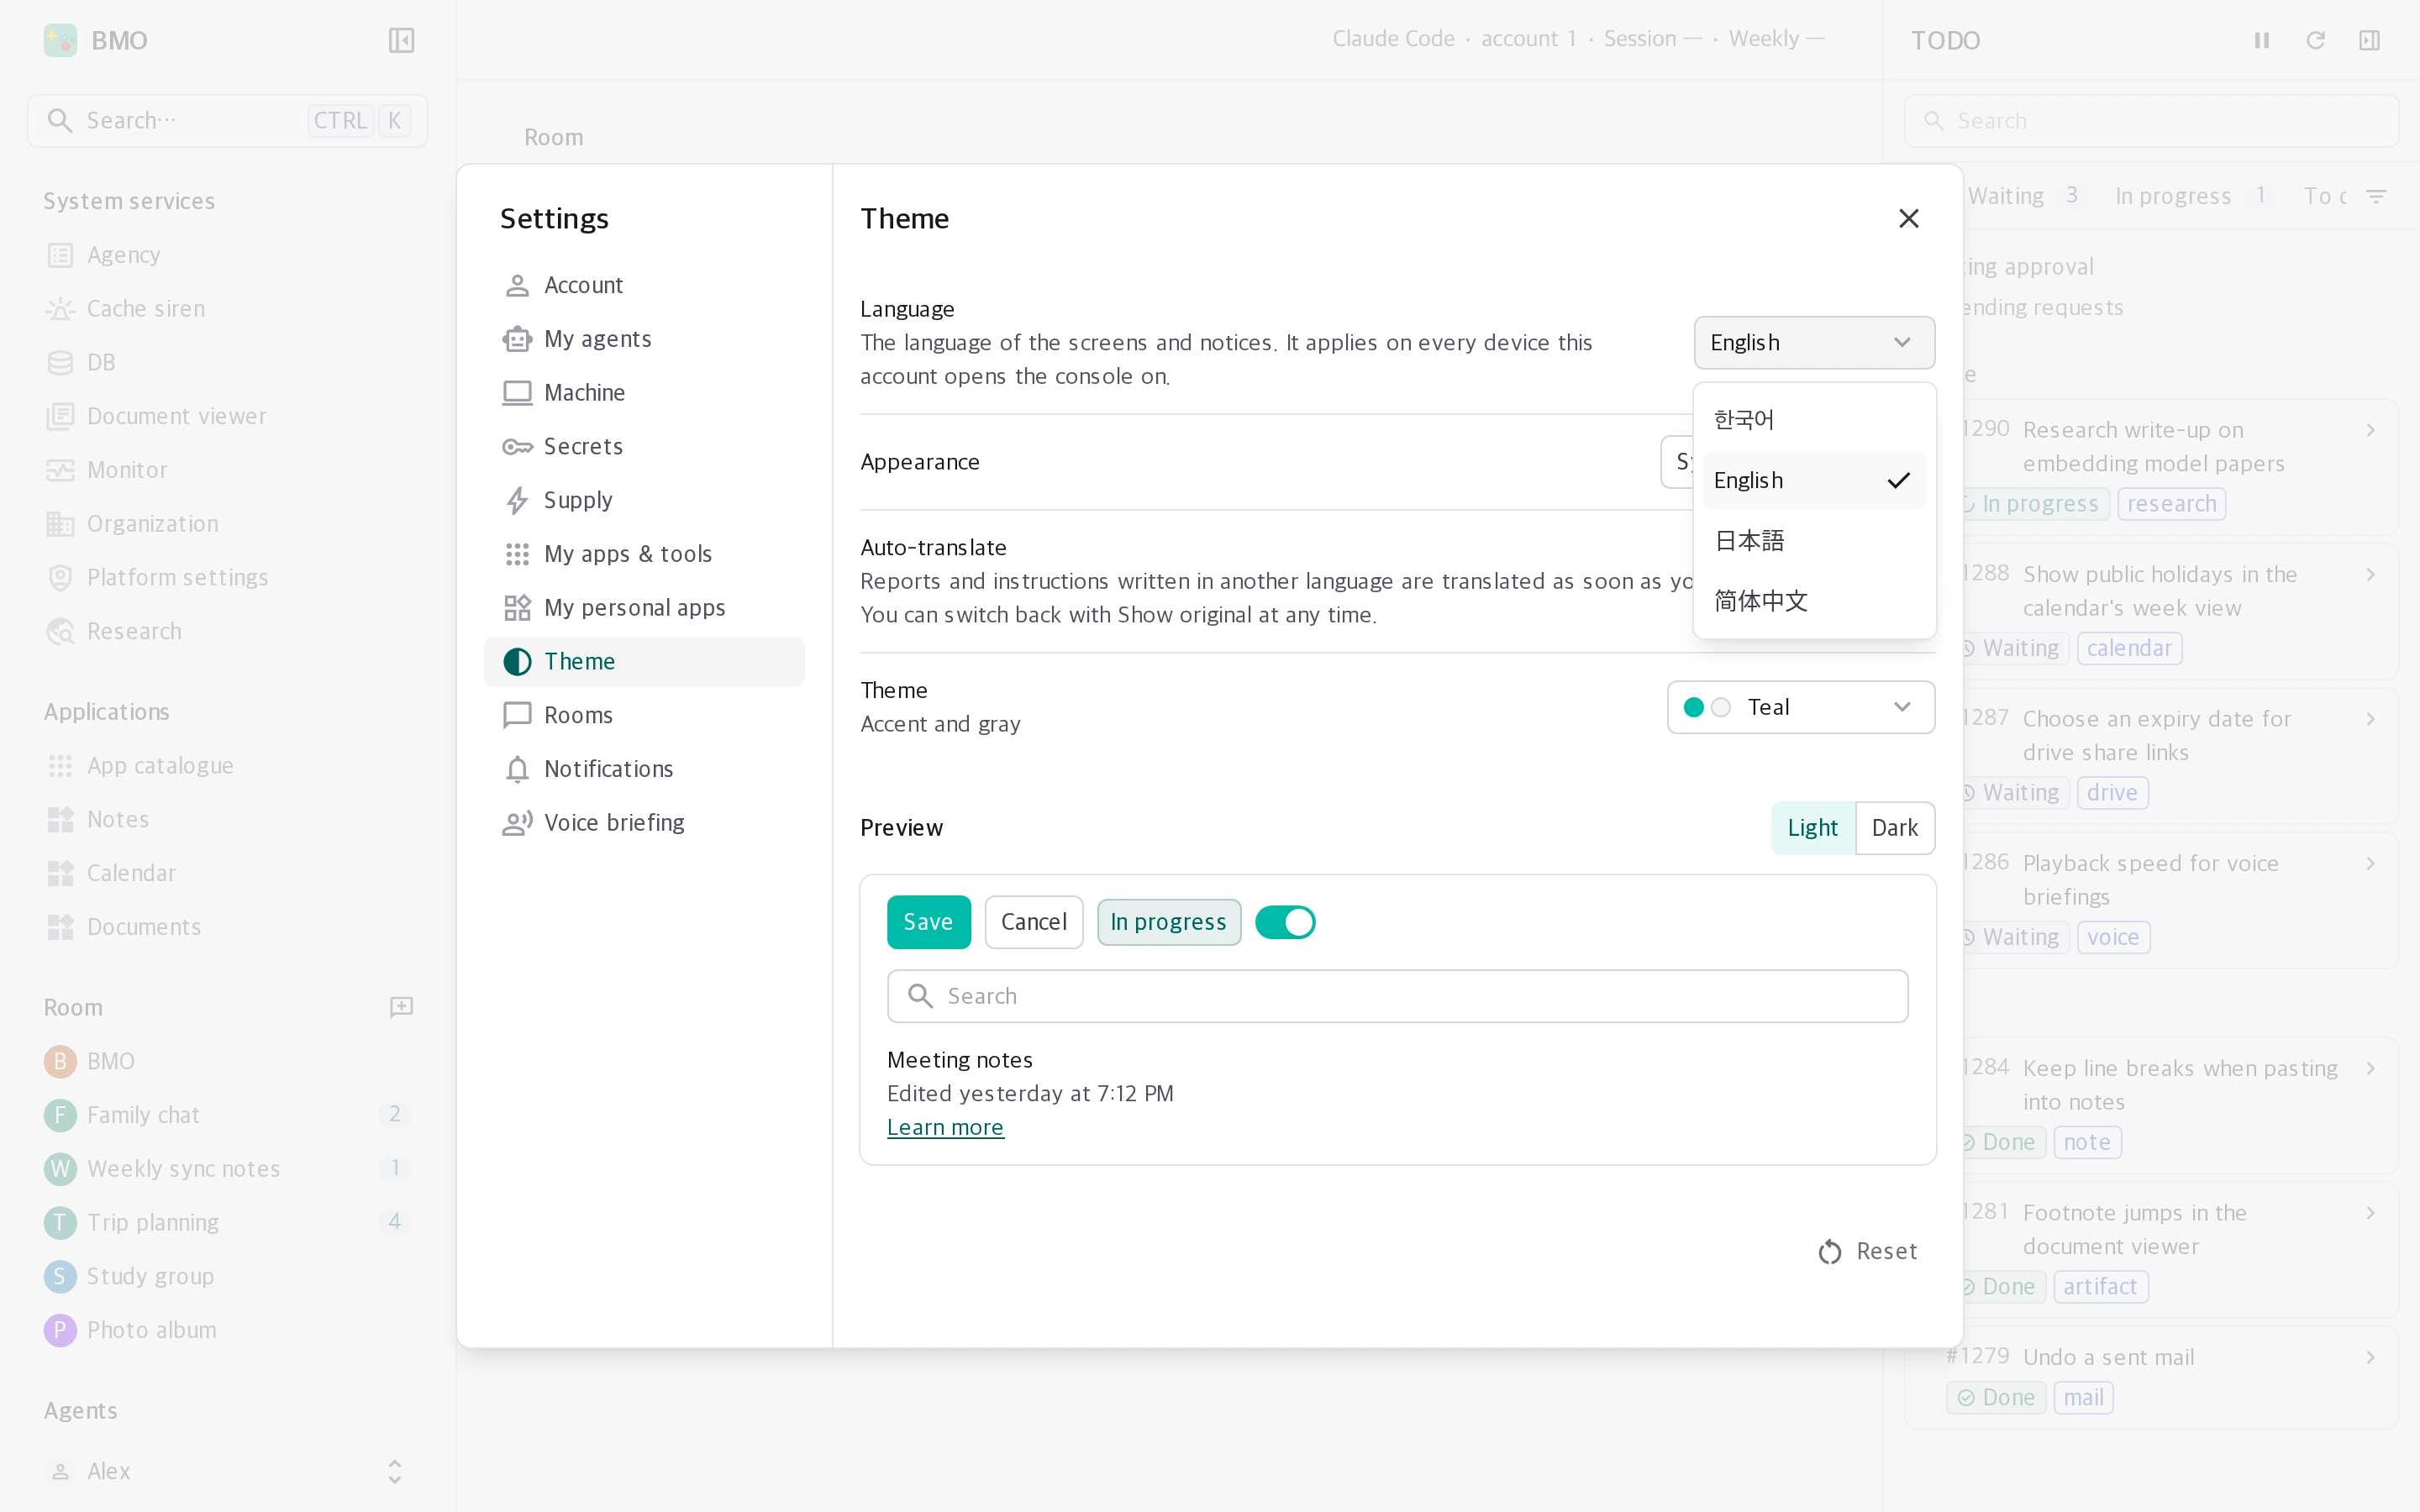 BMO
Search…
CTRL K
System services
Agency
Cache siren
DB
Document viewer
Monitor
Organization
Platform settings
Research
Applications
App catalogue
Notes
Calendar
Documents
Room
B BMO
F Family chat 2
W Weekly sync notes 1
T Trip planning 4
S Study group
P Photo album
Agents
Alex
Claude Code · account 1 · Session — · Weekly —
Room
Settings
Account
My agents
Machine
Secrets
Supply
My apps & tools
My personal apps
Theme
Rooms
Notifications
Voice briefing
Theme
Language
The language of the screens and notices. It applies on every device this
account opens the console on.
English
한국어
English
日本語
简体中文
Appearance
Auto-translate
Reports and instructions written in another language are translated as soon as
You can switch back with Show original at any time.
Theme
Accent and gray
Teal
Preview
Light Dark
Save Cancel In progress
Search
Meeting notes
Edited yesterday at 7:12 PM
Learn more
Reset
TODO
Search
Waiting 3 In progress 1 To
approval
requests
1290 Research write-up on
embedding model papers
In progress research
1288 Show public holidays in the
calendar's week view
Waiting calendar
1287 Choose an expiry date for
drive share links
Waiting drive
1286 Playback speed for voice
briefings
Waiting voice
1284 Keep line breaks when pasting
into notes
Done note
1281 Footnote jumps in the
document viewer
Done artifact
#1279 Undo a sent mail
Done mail